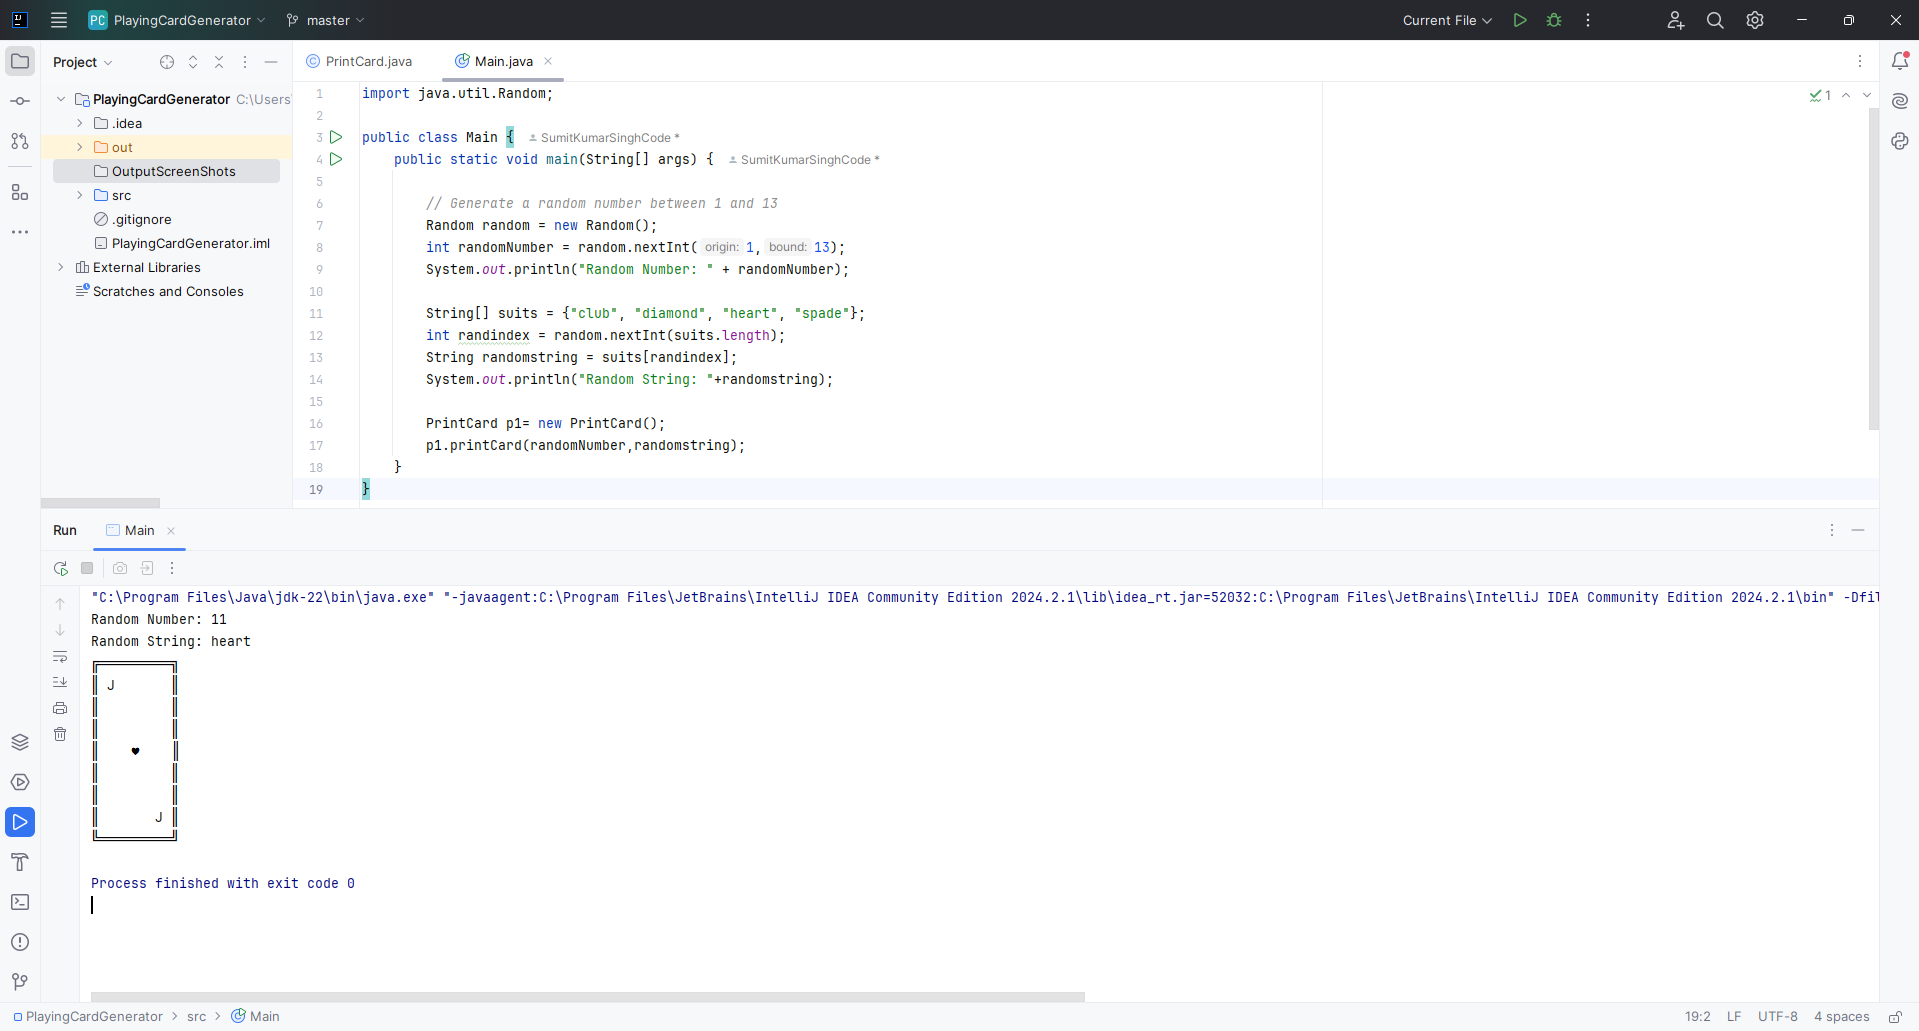 PC PlayingCardGenerator master Current File
Project
PrintCard.java Main.java
PlayingCardGenerator C:\Users
.idea
out
OutputScreenShots
src
.gitignore
PlayingCardGenerator.iml
External Libraries
Scratches and Consoles
1
1 import java.util.Random;
2
3 public class Main { SumitKumarSinghCode *
4 public static void main(String[] args) { SumitKumarSinghCode *
5
6 // Generate a random number between 1 and 13
7 Random random = new Random();
8 int randomNumber = random.nextInt( origin: 1, bound: 13);
9 System.out.println("Random Number: " + randomNumber);
10
11 String[] suits = {"club", "diamond", "heart", "spade"};
12 int randindex = random.nextInt(suits.length);
13 String randomstring = suits[randindex];
14 System.out.println("Random String: "+randomstring);
15
16 PrintCard p1= new PrintCard();
17 p1.printCard(randomNumber,randomstring);
18 }
19 }
Run Main
"C:\Program Files\Java\jdk-22\bin\java.exe" "-javaagent:C:\Program Files\JetBrains\IntelliJ IDEA Community Edition 2024.2.1\lib\idea_rt.jar=52032:C:\Program Files\JetBrains\IntelliJ IDEA Community Edition 2024.2.1\bin" -Dfil
Random Number: 11
Random String: heart
╔═════════╗
║ J       ║
║         ║
║         ║
║    ♥    ║
║         ║
║         ║
║       J ║
╚═════════╝
Process finished with exit code 0
PlayingCardGenerator > src > Main 19:2 LF UTF-8 4 spaces